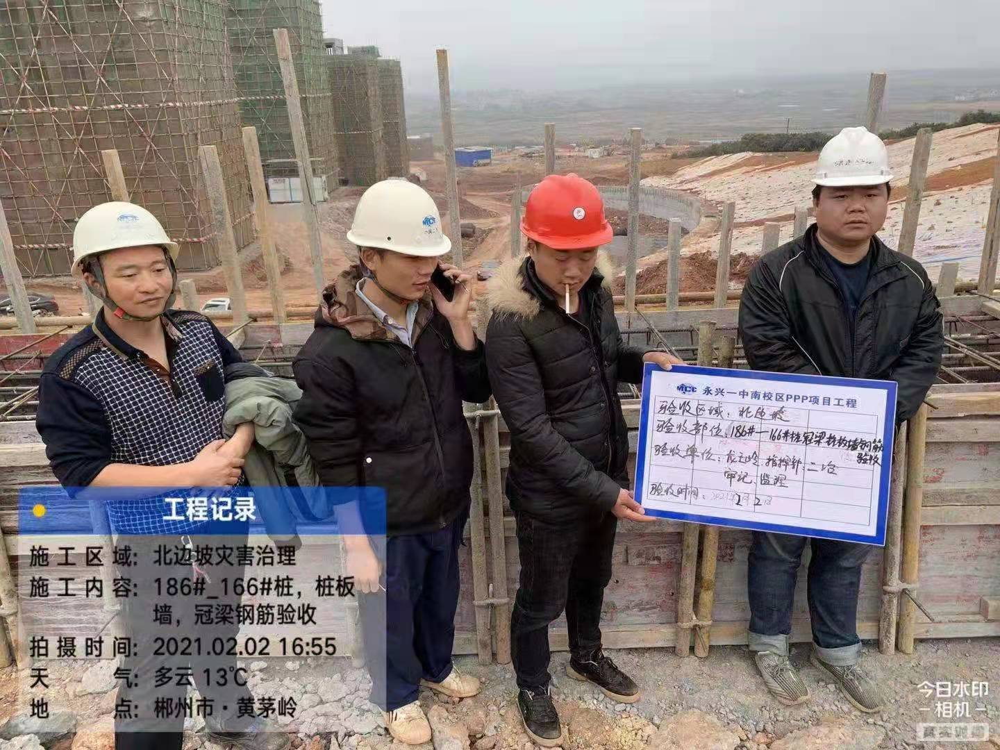 MCC
MCC 永兴一中南校区PPP项目工程
验收区域：北边坡
验收部位：186#—166#桩冠梁桩板墙钢筋
验收
验收单位：指挥部、二冶
监理
验收时间：2021年2月2日
工程记录
施工区域：北边坡灾害治理
施工内容：186#_166#桩，桩板
墙，冠梁钢筋验收
拍摄时间：2021.02.02 16:55
天气：多云 13℃
地点：郴州市·黄茅岭
今日水印
相机